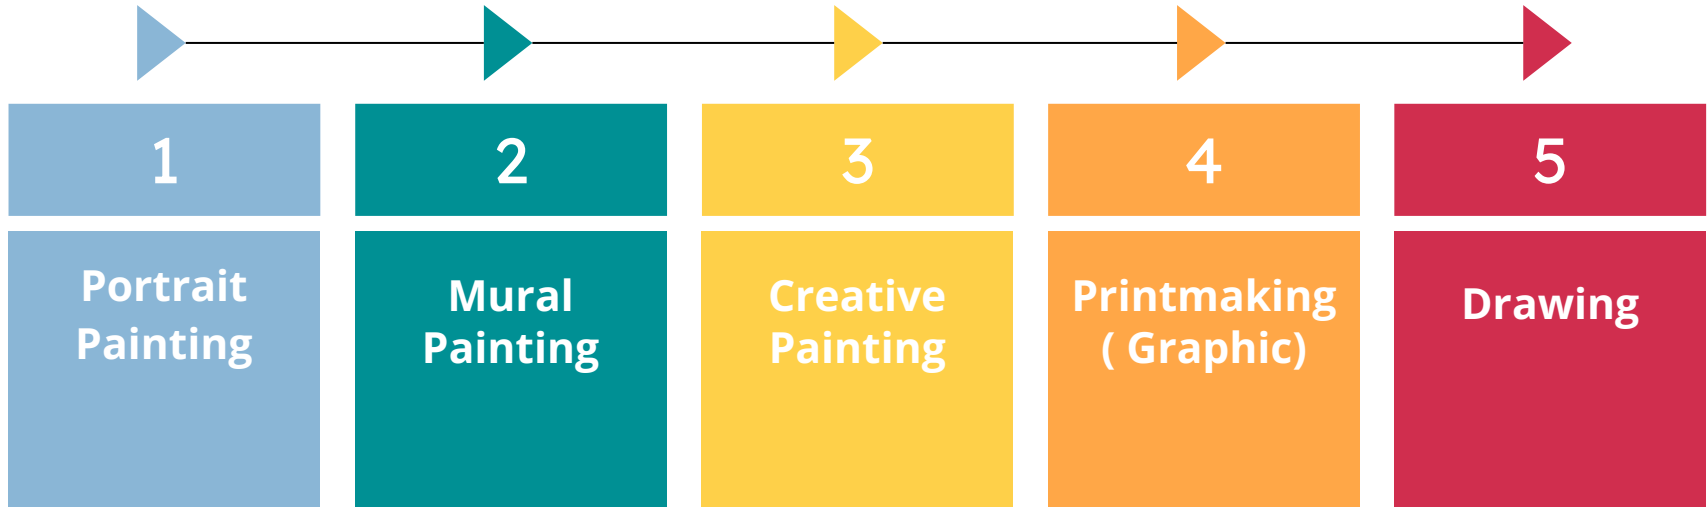 1
Portrait
Painting
2
Mural
Painting
3
Creative
Painting
4
Printmaking
( Graphic)
5
Drawing